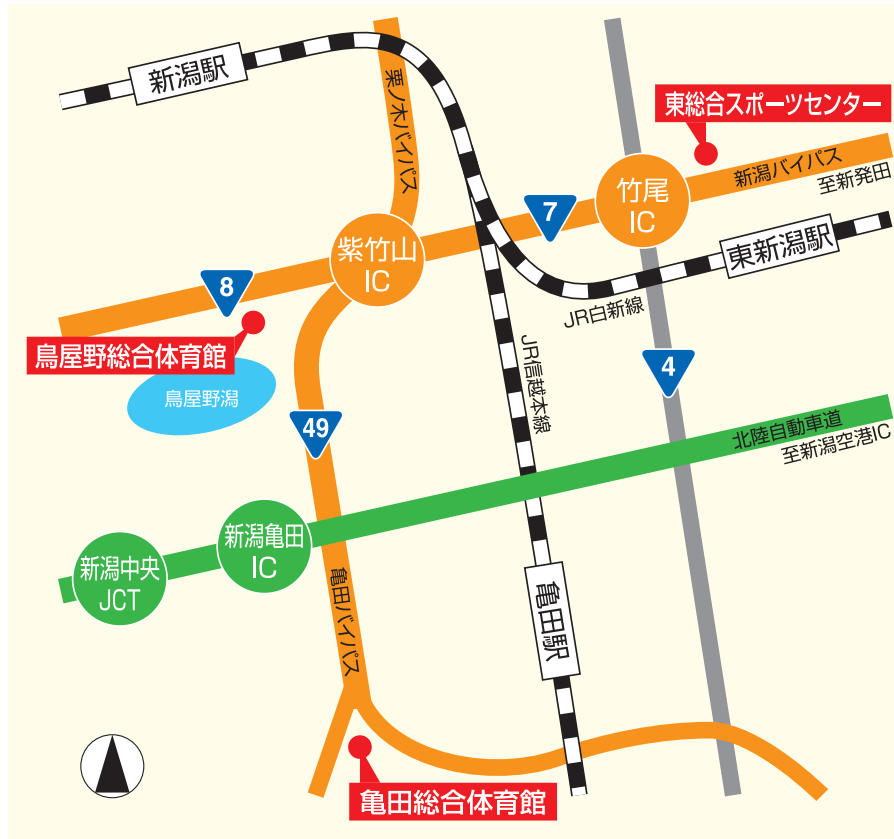 新潟駅
栗ノ木バイパス
東総合スポーツセンター
新潟バイパス
至新発田
竹尾
IC
7
紫竹山
IC
東新潟駅
8
JR白新線
鳥屋野総合体育館
JR信越本線
4
鳥屋野潟
49
北陸自動車道
至新潟空港IC
新潟亀田
IC
新潟中央
JCT
亀田バイパス
亀田駅
亀田総合体育館